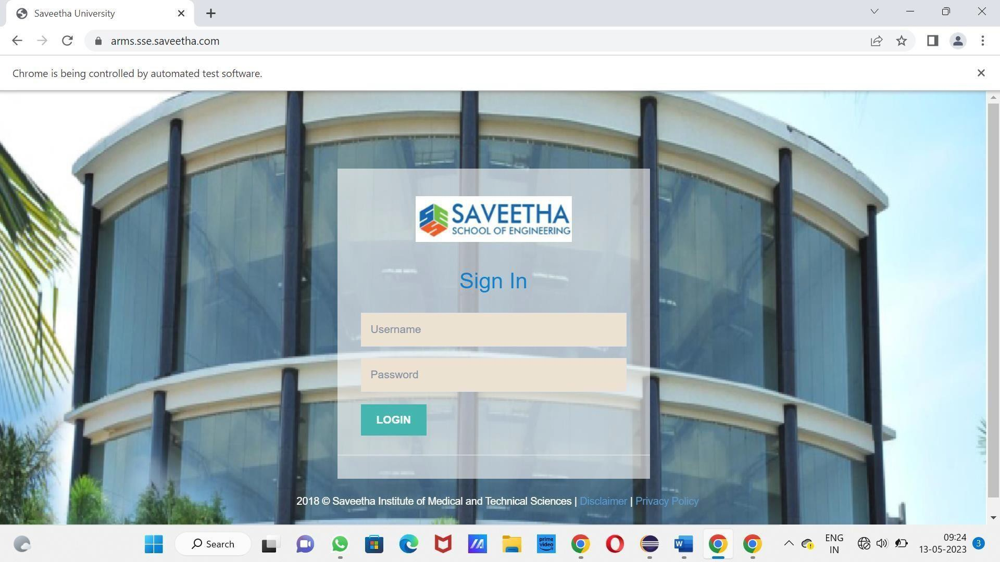 Saveetha University
arms.sse.saveetha.com
Chrome is being controlled by automated test software.
SAVEETHA
SCHOOL OF ENGINEERING
Sign In
Username
Password
LOGIN
2018 © Saveetha Institute of Medical and Technical Sciences | Disclaimer | Privacy Policy
Search
prime video
W
ENG
IN
09:24
13-05-2023
3